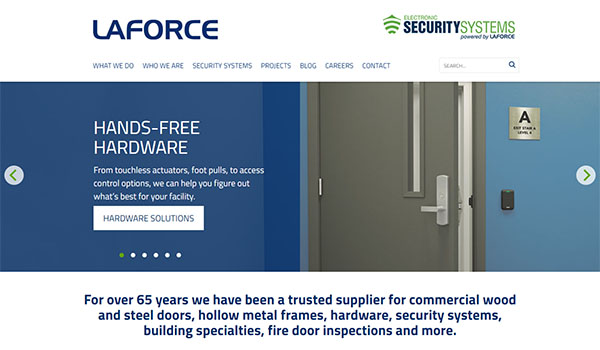 LAFORCE
ELECTRONIC
SECURITYSYSTEMS
powered by LAFORCE
WHAT WE DO WHO WE ARE SECURITY SYSTEMS PROJECTS BLOG CAREERS CONTACT
SEARCH...
HANDS-FREE
HARDWARE
From touchless actuators, foot pulls, to access
control options, we can help you figure out
what's best for your facility.
HARDWARE SOLUTIONS
A
EXIT STAIR A
LEVEL 4
For over 65 years we have been a trusted supplier for commercial wood
and steel doors, hollow metal frames, hardware, security systems,
building specialties, fire door inspections and more.